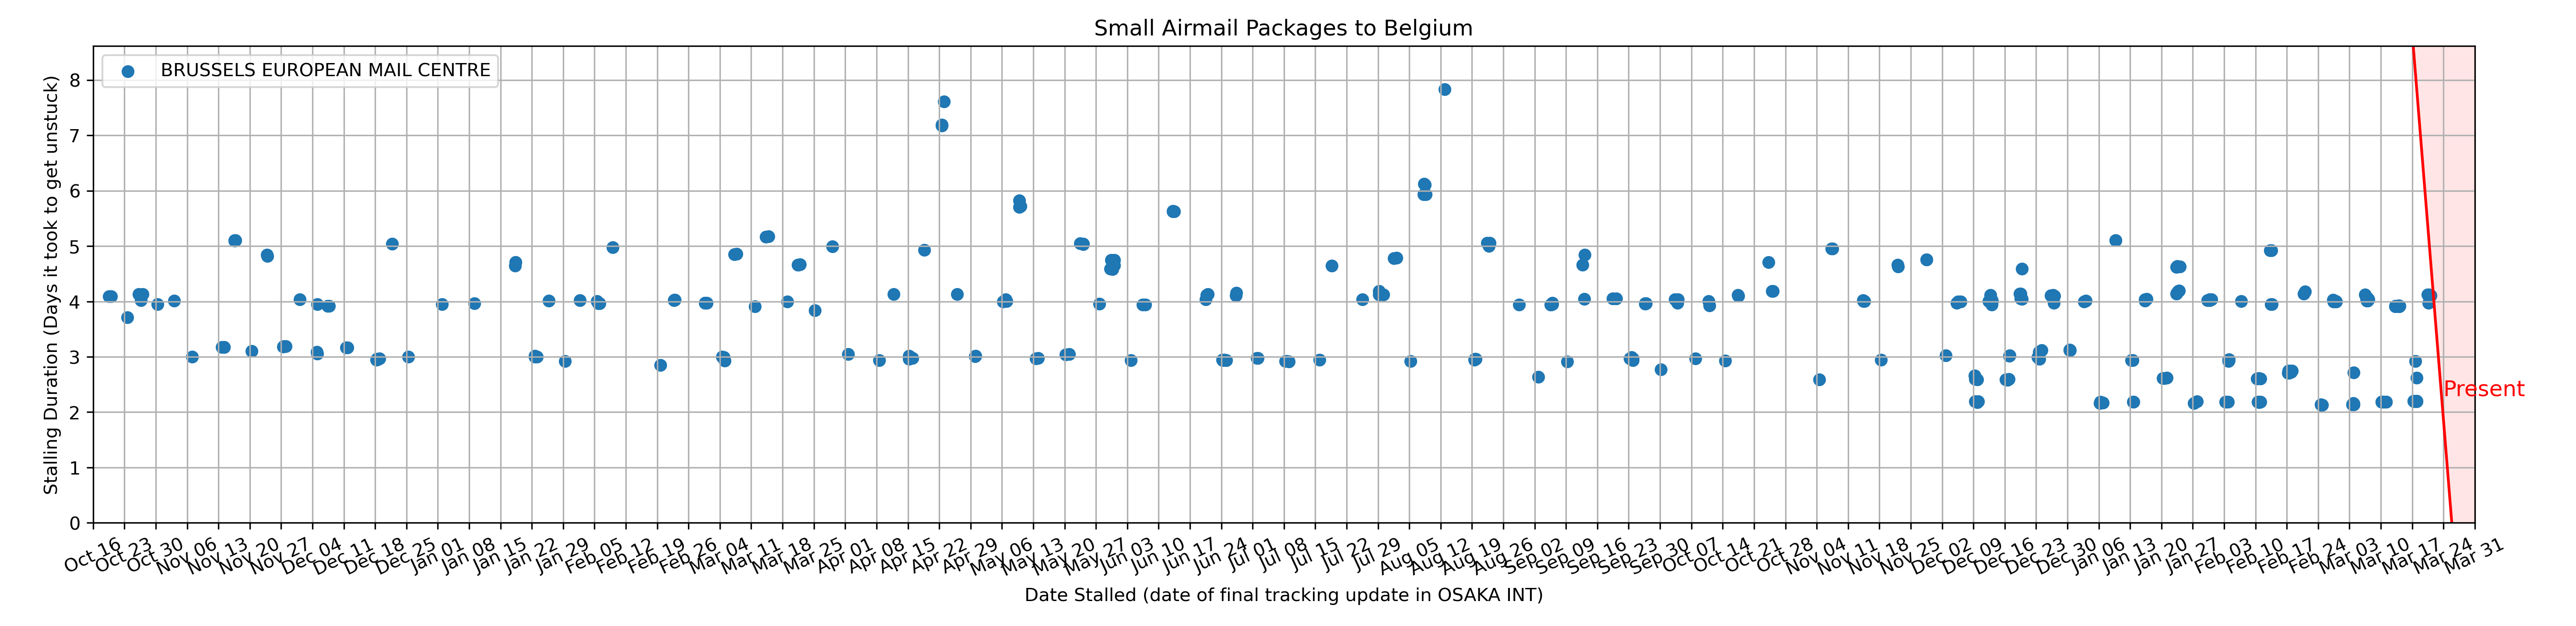 Small Airmail Packages to Belgium
BRUSSELS EUROPEAN MAIL CENTRE
Stalling Duration (Days it took to get unstuck)
8
7
6
5
4
3
2
1
0
Present
Oct 16
Oct 23
Oct 30
Nov 06
Nov 13
Nov 20
Nov 27
Dec 04
Dec 11
Dec 18
Dec 25
Jan 01
Jan 08
Jan 15
Jan 22
Jan 29
Feb 05
Feb 12
Feb 19
Feb 26
Mar 04
Mar 11
Mar 18
Mar 25
Apr 01
Apr 08
Apr 15
Apr 22
Apr 29
May 06
May 13
May 20
May 27
Jun 03
Jun 10
Jun 17
Jun 24
Jul 01
Jul 08
Jul 15
Jul 22
Jul 29
Aug 05
Aug 12
Aug 19
Aug 26
Sep 02
Sep 09
Sep 16
Sep 23
Sep 30
Oct 07
Oct 14
Oct 21
Oct 28
Nov 04
Nov 11
Nov 18
Nov 25
Dec 02
Dec 09
Dec 16
Dec 23
Dec 30
Jan 06
Jan 13
Jan 20
Jan 27
Feb 03
Feb 10
Feb 17
Feb 24
Mar 03
Mar 10
Mar 17
Mar 24
Mar 31
Date Stalled (date of final tracking update in OSAKA INT)